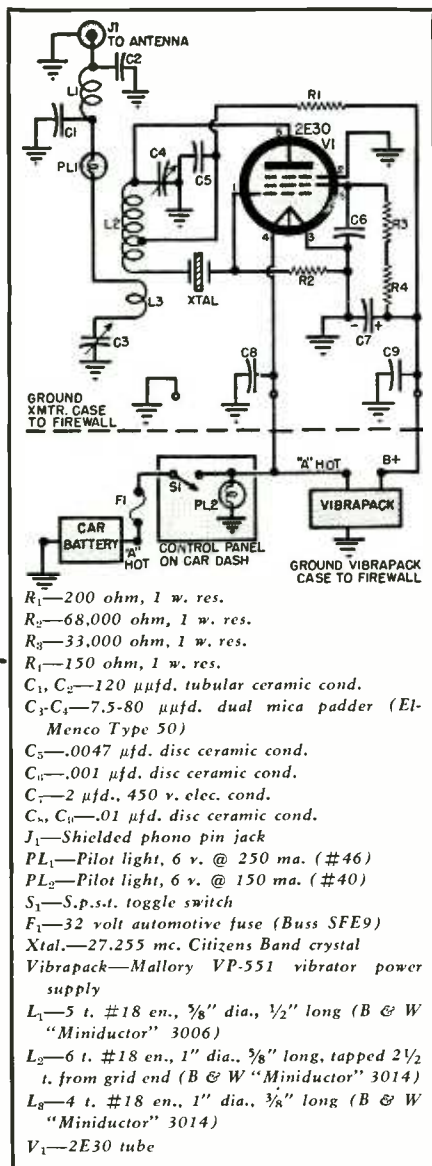 J1
TO ANTENNA
C2
L1
C1
PL1
R1
2E30
V1
C4
C5
5
2
1
L2
4
3
C6
R3
R2
R4
XTAL
L3
C3
C7
- +
C8
C9
GROUND
XMTR. CASE
TO FIREWALL
"A" HOT
B+
S1
F1
PL2
VIBRAPACK
CAR
BATTERY
"A"
HOT
CONTROL PANEL
ON CAR DASH
GROUND VIBRAPACK
CASE TO FIREWALL
R₁—200 ohm, 1 w. res.
R₂—68,000 ohm, 1 w. res.
R₃—33,000 ohm, 1 w. res.
R₄—150 ohm, 1 w. res.
C₁, C₂—120 μμfd. tubular ceramic cond.
C₃-C₄—7.5-80 μμfd. dual mica padder (El-
Menco Type 50)
C₅—.0047 μfd. disc ceramic cond.
C₆—.001 μfd. disc ceramic cond.
C₇—2 μfd., 450 v. elec. cond.
C₈, C₉—.01 μfd. disc ceramic cond.
J₁—Shielded phono pin jack
PL₁—Pilot light, 6 v. @ 250 ma. (#46)
PL₂—Pilot light, 6 v. @ 150 ma. (#40)
S₁—S.p.s.t. toggle switch
F₁—32 volt automotive fuse (Buss SFE9)
Xtal.—27.255 mc. Citizens Band crystal
Vibrapack—Mallory VP-551 vibrator power
supply
L₁—5 t. #18 en., ⅝" dia., ½" long (B & W
"Miniductor" 3006)
L₂—6 t. #18 en., 1" dia., ⅝" long, tapped 2½
t. from grid end (B & W "Miniductor" 3014)
L₃—4 t. #18 en., 1" dia., ⅜" long (B & W
"Miniductor" 3014)
V₁—2E30 tube